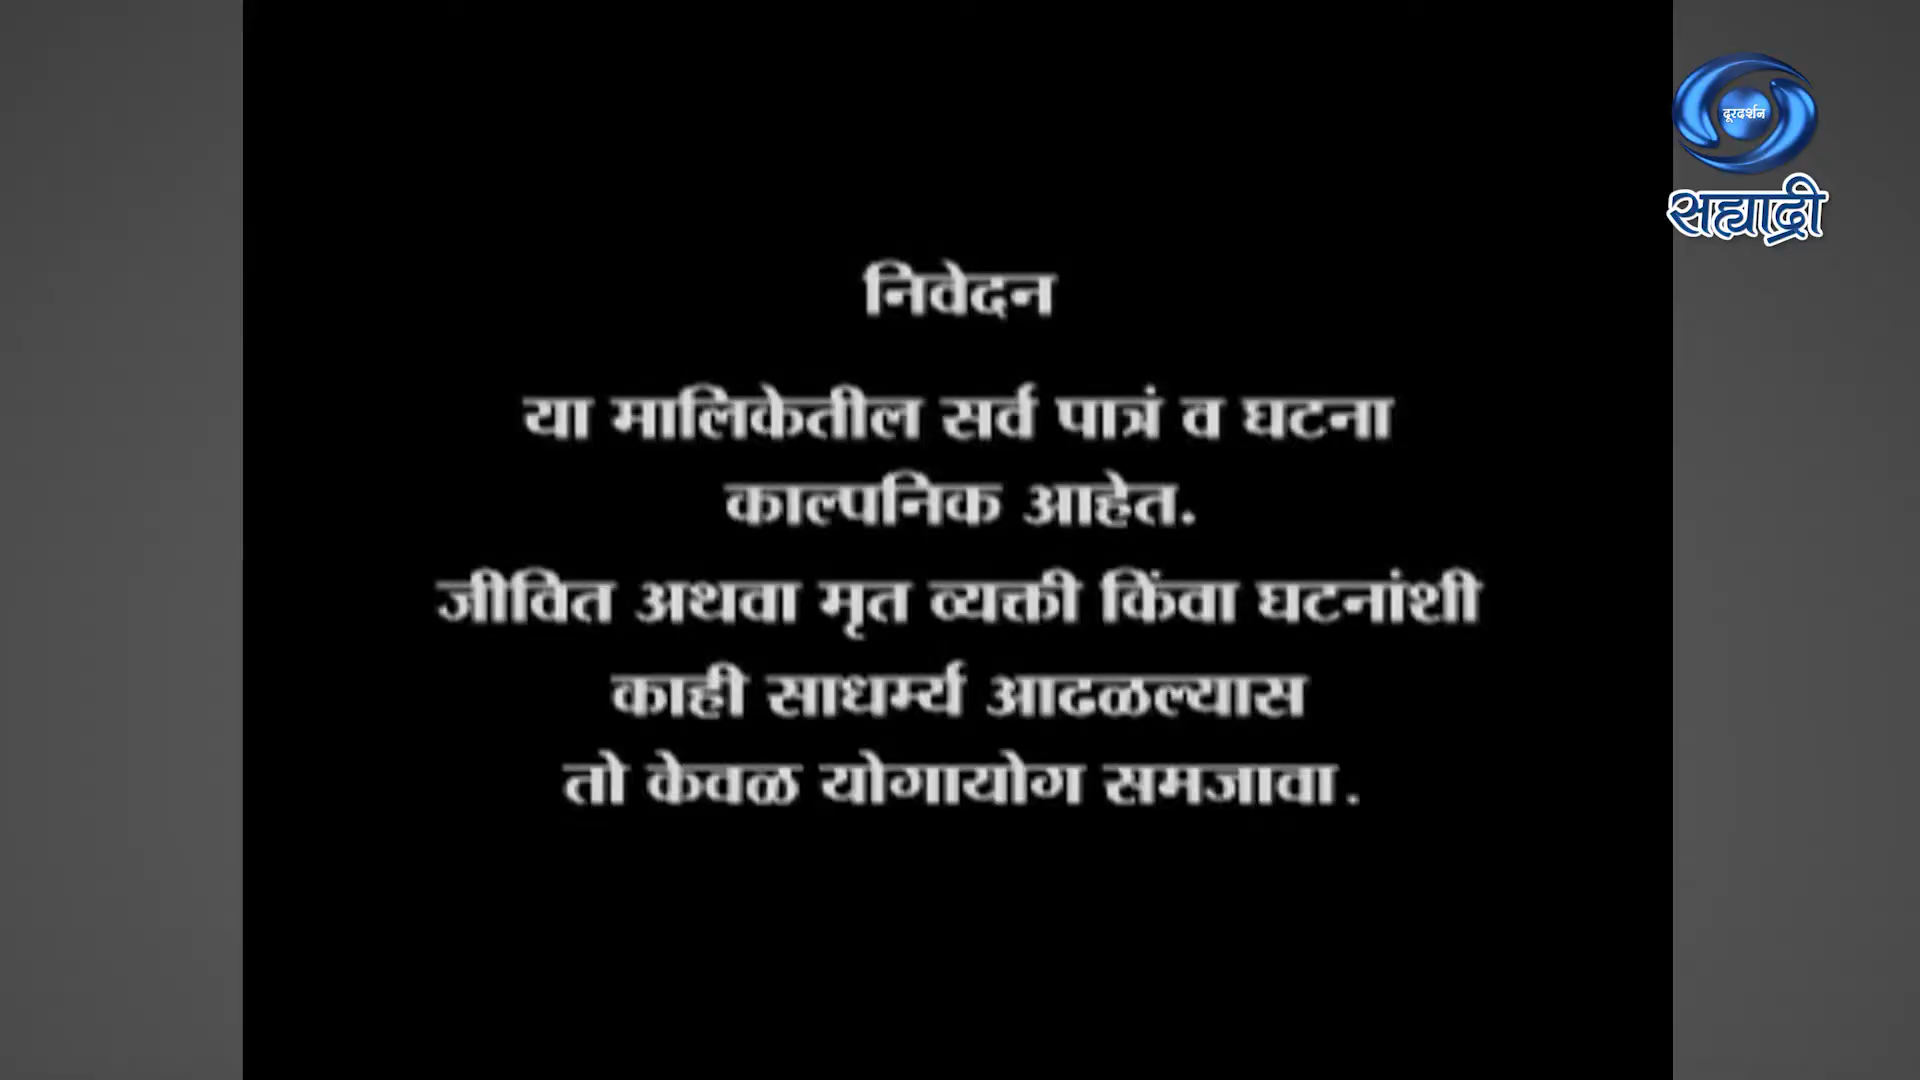 दूरदर्शन
सह्याद्री
निवेदन
या मालिकेतील सर्व पात्रं व घटना
काल्पनिक आहेत.
जीवित अथवा मृत व्यक्ती किंवा घटनांशी
काही साधर्म्य आढळल्यास
तो केवळ योगायोग समजावा.